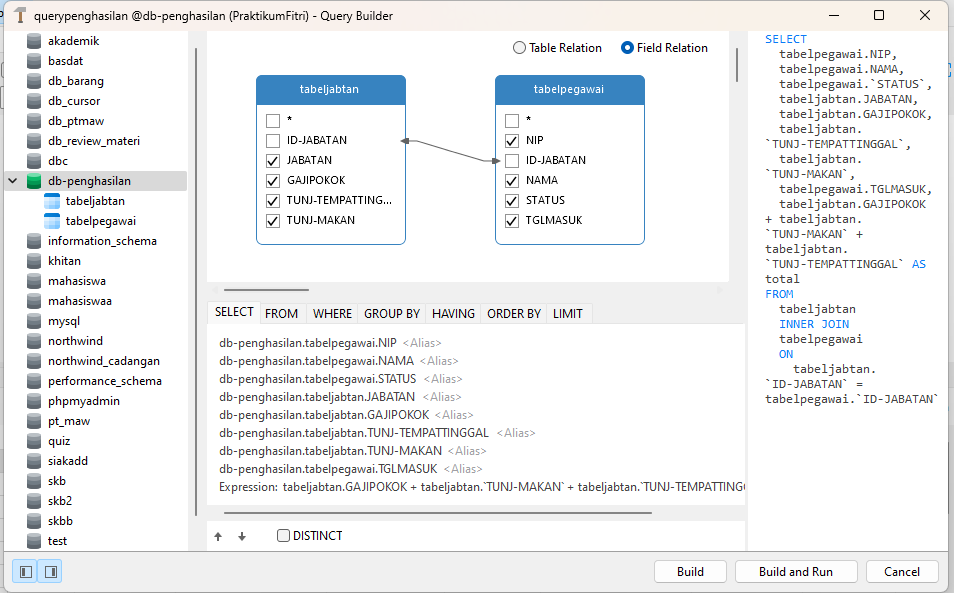 querypenghasilan @db-penghasilan (PraktikumFitri) - Query Builder
akademik
basdat
db_barang
db_cursor
db_ptmaw
db_review_materi
dbc
db-penghasilan
tabeljabtan
tabelpegawai
information_schema
khitan
mahasiswa
mahasiswaa
mysql
northwind
northwind_cadangan
performance_schema
phpmyadmin
pt_maw
quiz
siakadd
skb
skb2
skbb
test
Table Relation
Field Relation
tabeljabtan
*
ID-JABATAN
JABATAN
GAJIPOKOK
TUNJ-TEMPATTING...
TUNJ-MAKAN
tabelpegawai
*
NIP
ID-JABATAN
NAMA
STATUS
TGLMASUK
SELECT FROM WHERE GROUP BY HAVING ORDER BY LIMIT
db-penghasilan.tabelpegawai.NIP <Alias>
db-penghasilan.tabelpegawai.NAMA <Alias>
db-penghasilan.tabelpegawai.STATUS <Alias>
db-penghasilan.tabeljabtan.JABATAN <Alias>
db-penghasilan.tabeljabtan.GAJIPOKOK <Alias>
db-penghasilan.tabeljabtan.TUNJ-TEMPATTINGGAL <Alias>
db-penghasilan.tabeljabtan.TUNJ-MAKAN <Alias>
db-penghasilan.tabelpegawai.TGLMASUK <Alias>
Expression: tabeljabtan.GAJIPOKOK + tabeljabtan.`TUNJ-MAKAN` + tabeljabtan.`TUNJ-TEMPATTING
DISTINCT
SELECT
tabelpegawai.NIP,
tabelpegawai.NAMA,
tabelpegawai.`STATUS`,
tabeljabtan.JABATAN,
tabeljabtan.GAJIPOKOK,
tabeljabtan.
`TUNJ-TEMPATTINGGAL`,
tabeljabtan.
`TUNJ-MAKAN`,
tabelpegawai.TGLMASUK,
tabeljabtan.GAJIPOKOK
+ tabeljabtan.
`TUNJ-MAKAN` +
tabeljabtan.
`TUNJ-TEMPATTINGGAL` AS
total
FROM
tabeljabtan
INNER JOIN
tabelpegawai
ON
tabeljabtan.
`ID-JABATAN` =
tabelpegawai.`ID-JABATAN`
Build
Build and Run
Cancel